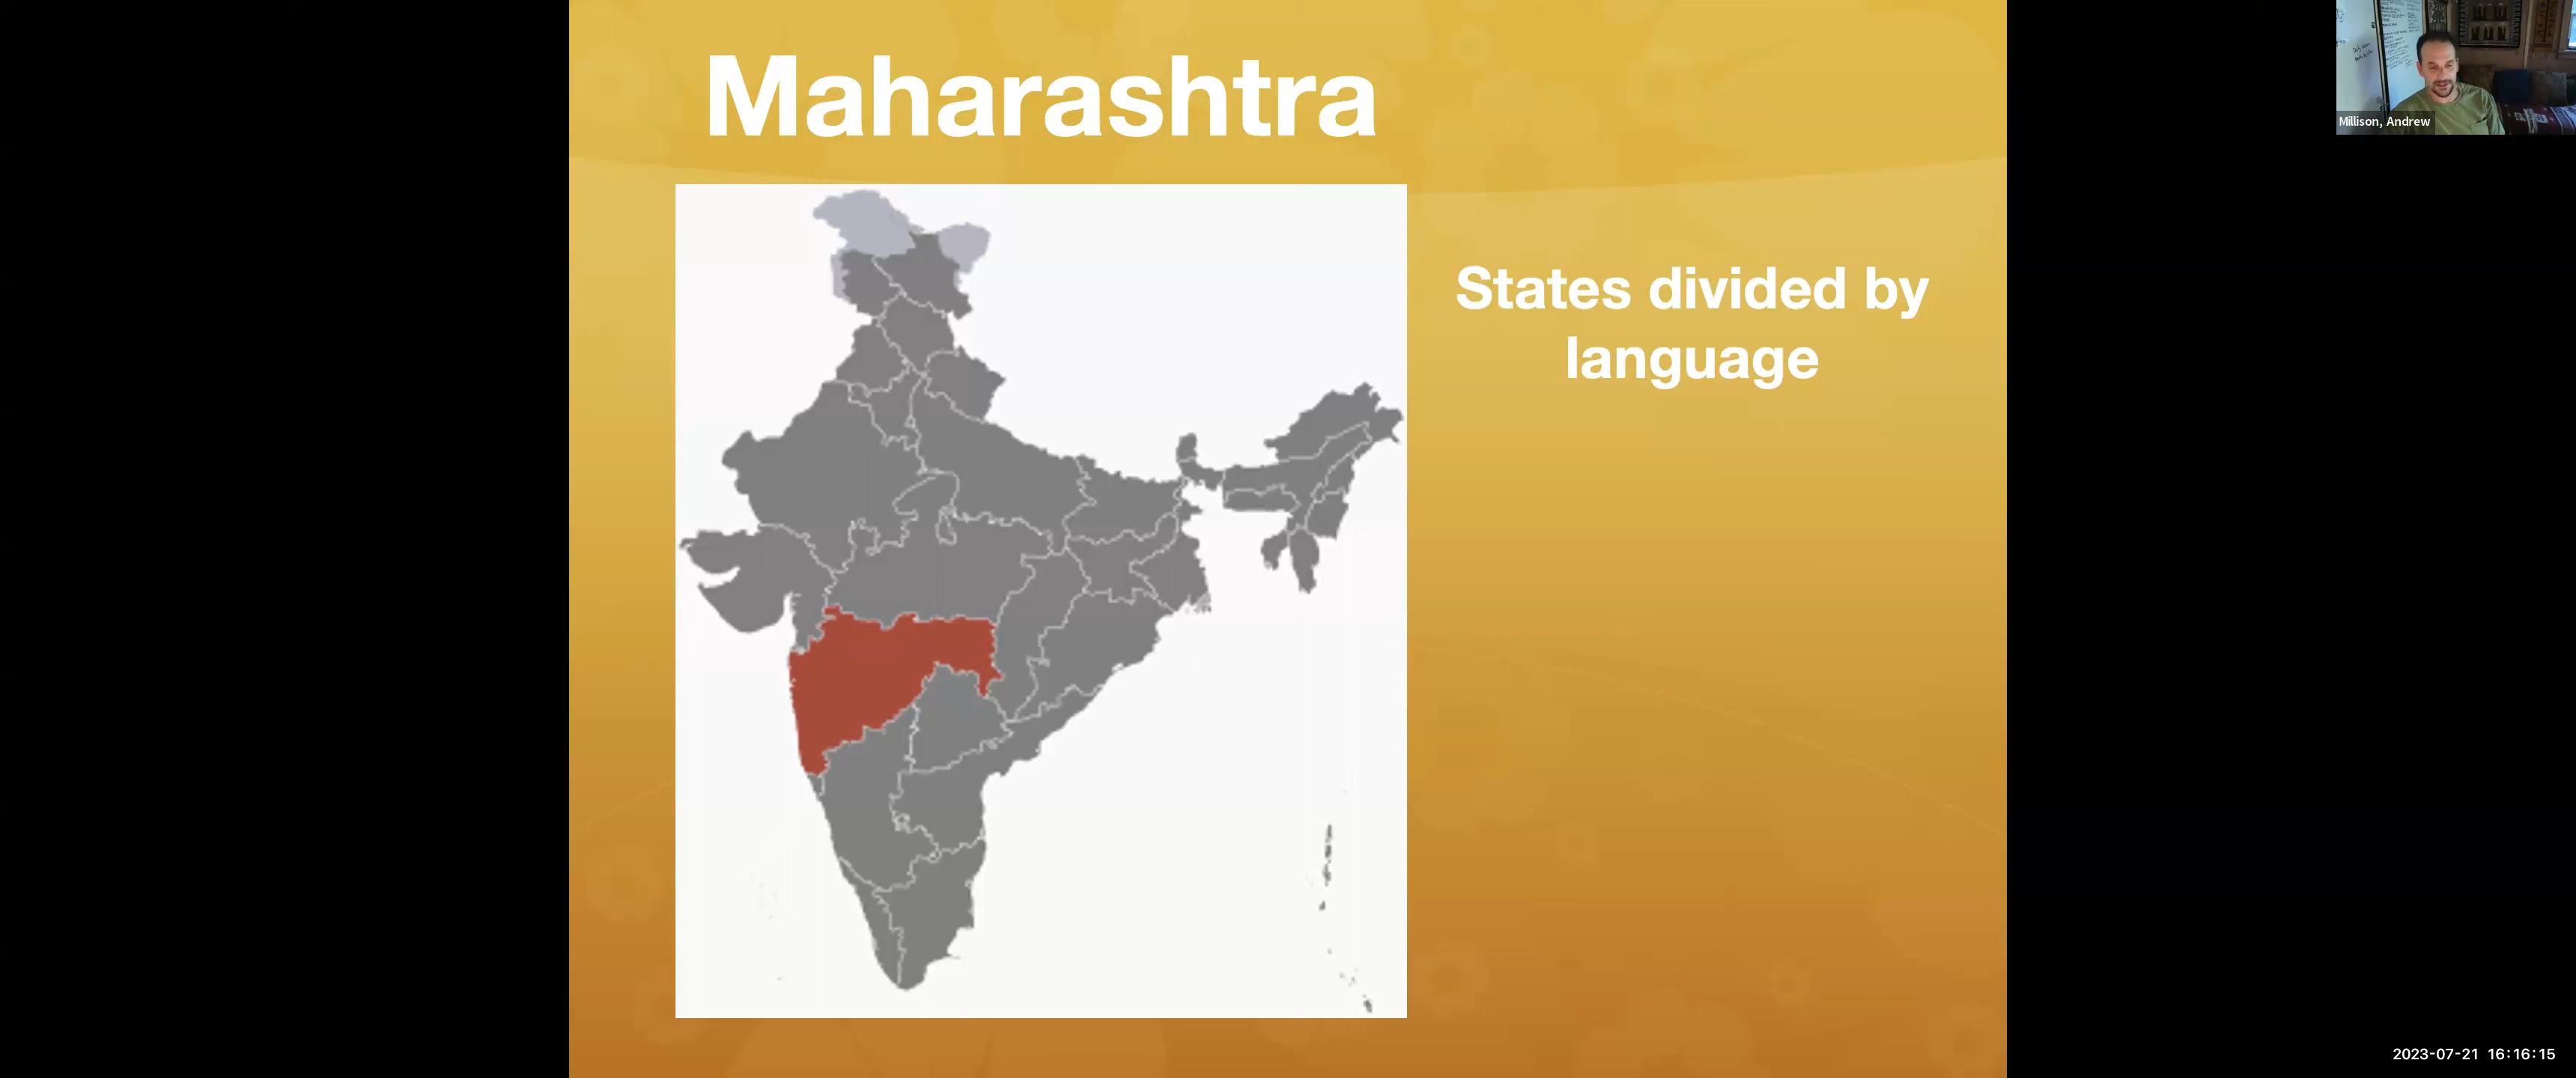 Maharashtra
States divided by
language
Millison, Andrew
2023-07-21 16:16:15